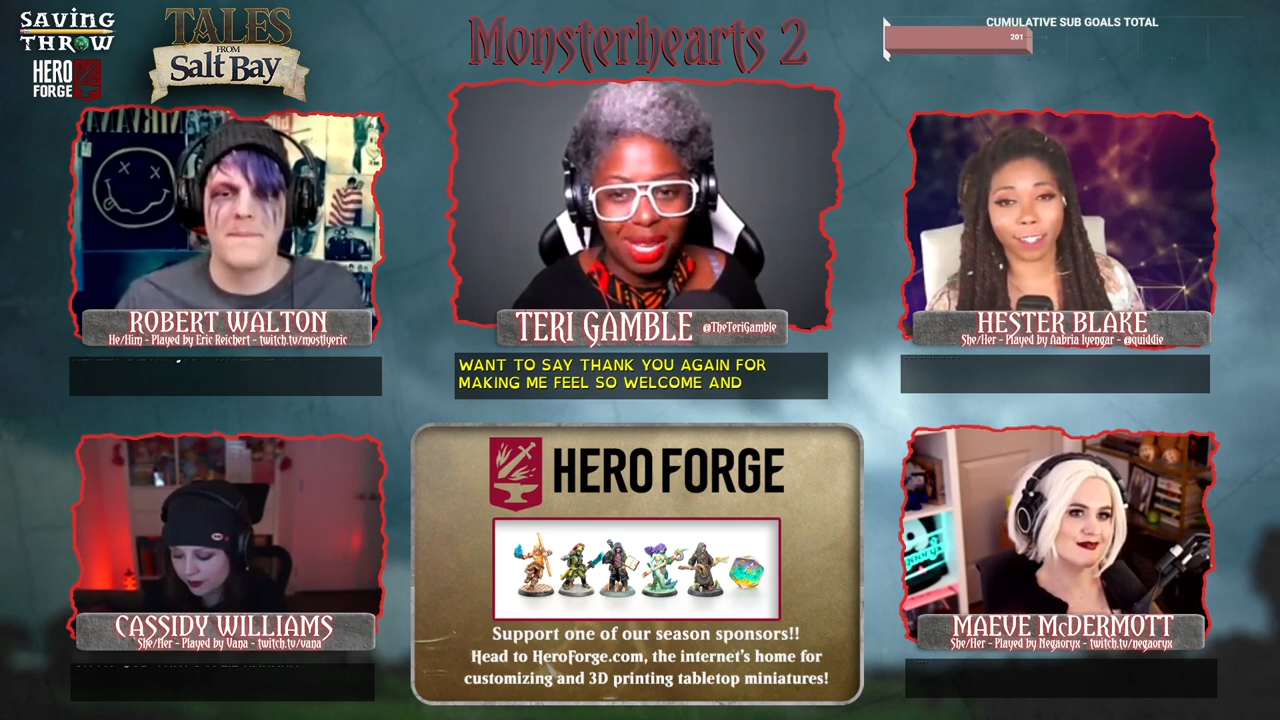 SAVING
THROW
HERO
FORGE
TALES
FROM
Salt Bay
Monsterhearts 2
CUMULATIVE SUB GOALS TOTAL
201
NIRVANA
ROBERT WALTON
He/Him - Played by Eric Reichert - twitch.tv/mostlyeric
TERI GAMBLE @TheTeriGamble
WANT TO SAY THANK YOU AGAIN FOR
MAKING ME FEEL SO WELCOME AND
HESTER BLAKE
She/Her - Played by Aabria Iyengar - @quiddie
CASSIDY WILLIAMS
She/Her - Played by Vana - twitch.tv/vana
HERO FORGE
Support one of our season sponsors!!
Head to HeroForge.com, the internet's home for
customizing and 3D printing tabletop miniatures!
MAEVE McDERMOTT
She/Her - Played by Negaoryx - twitch.tv/negaoryx